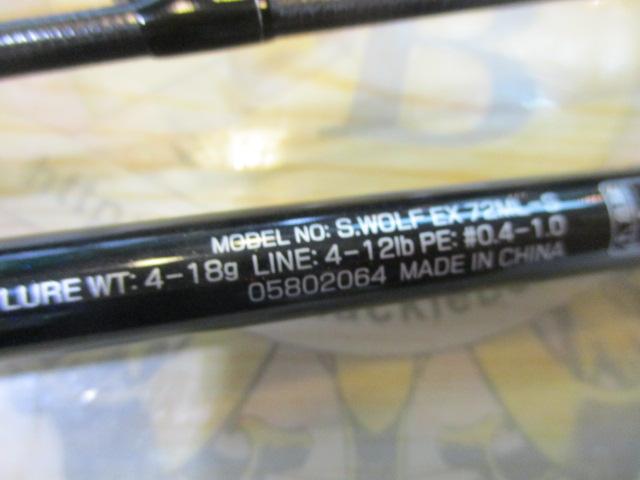 MODEL NO: S.WOLF EX 72ML-S
LURE WT: 4-18g LINE: 4-12lb PE: #0.4-1.0
05802064 MADE IN CHINA